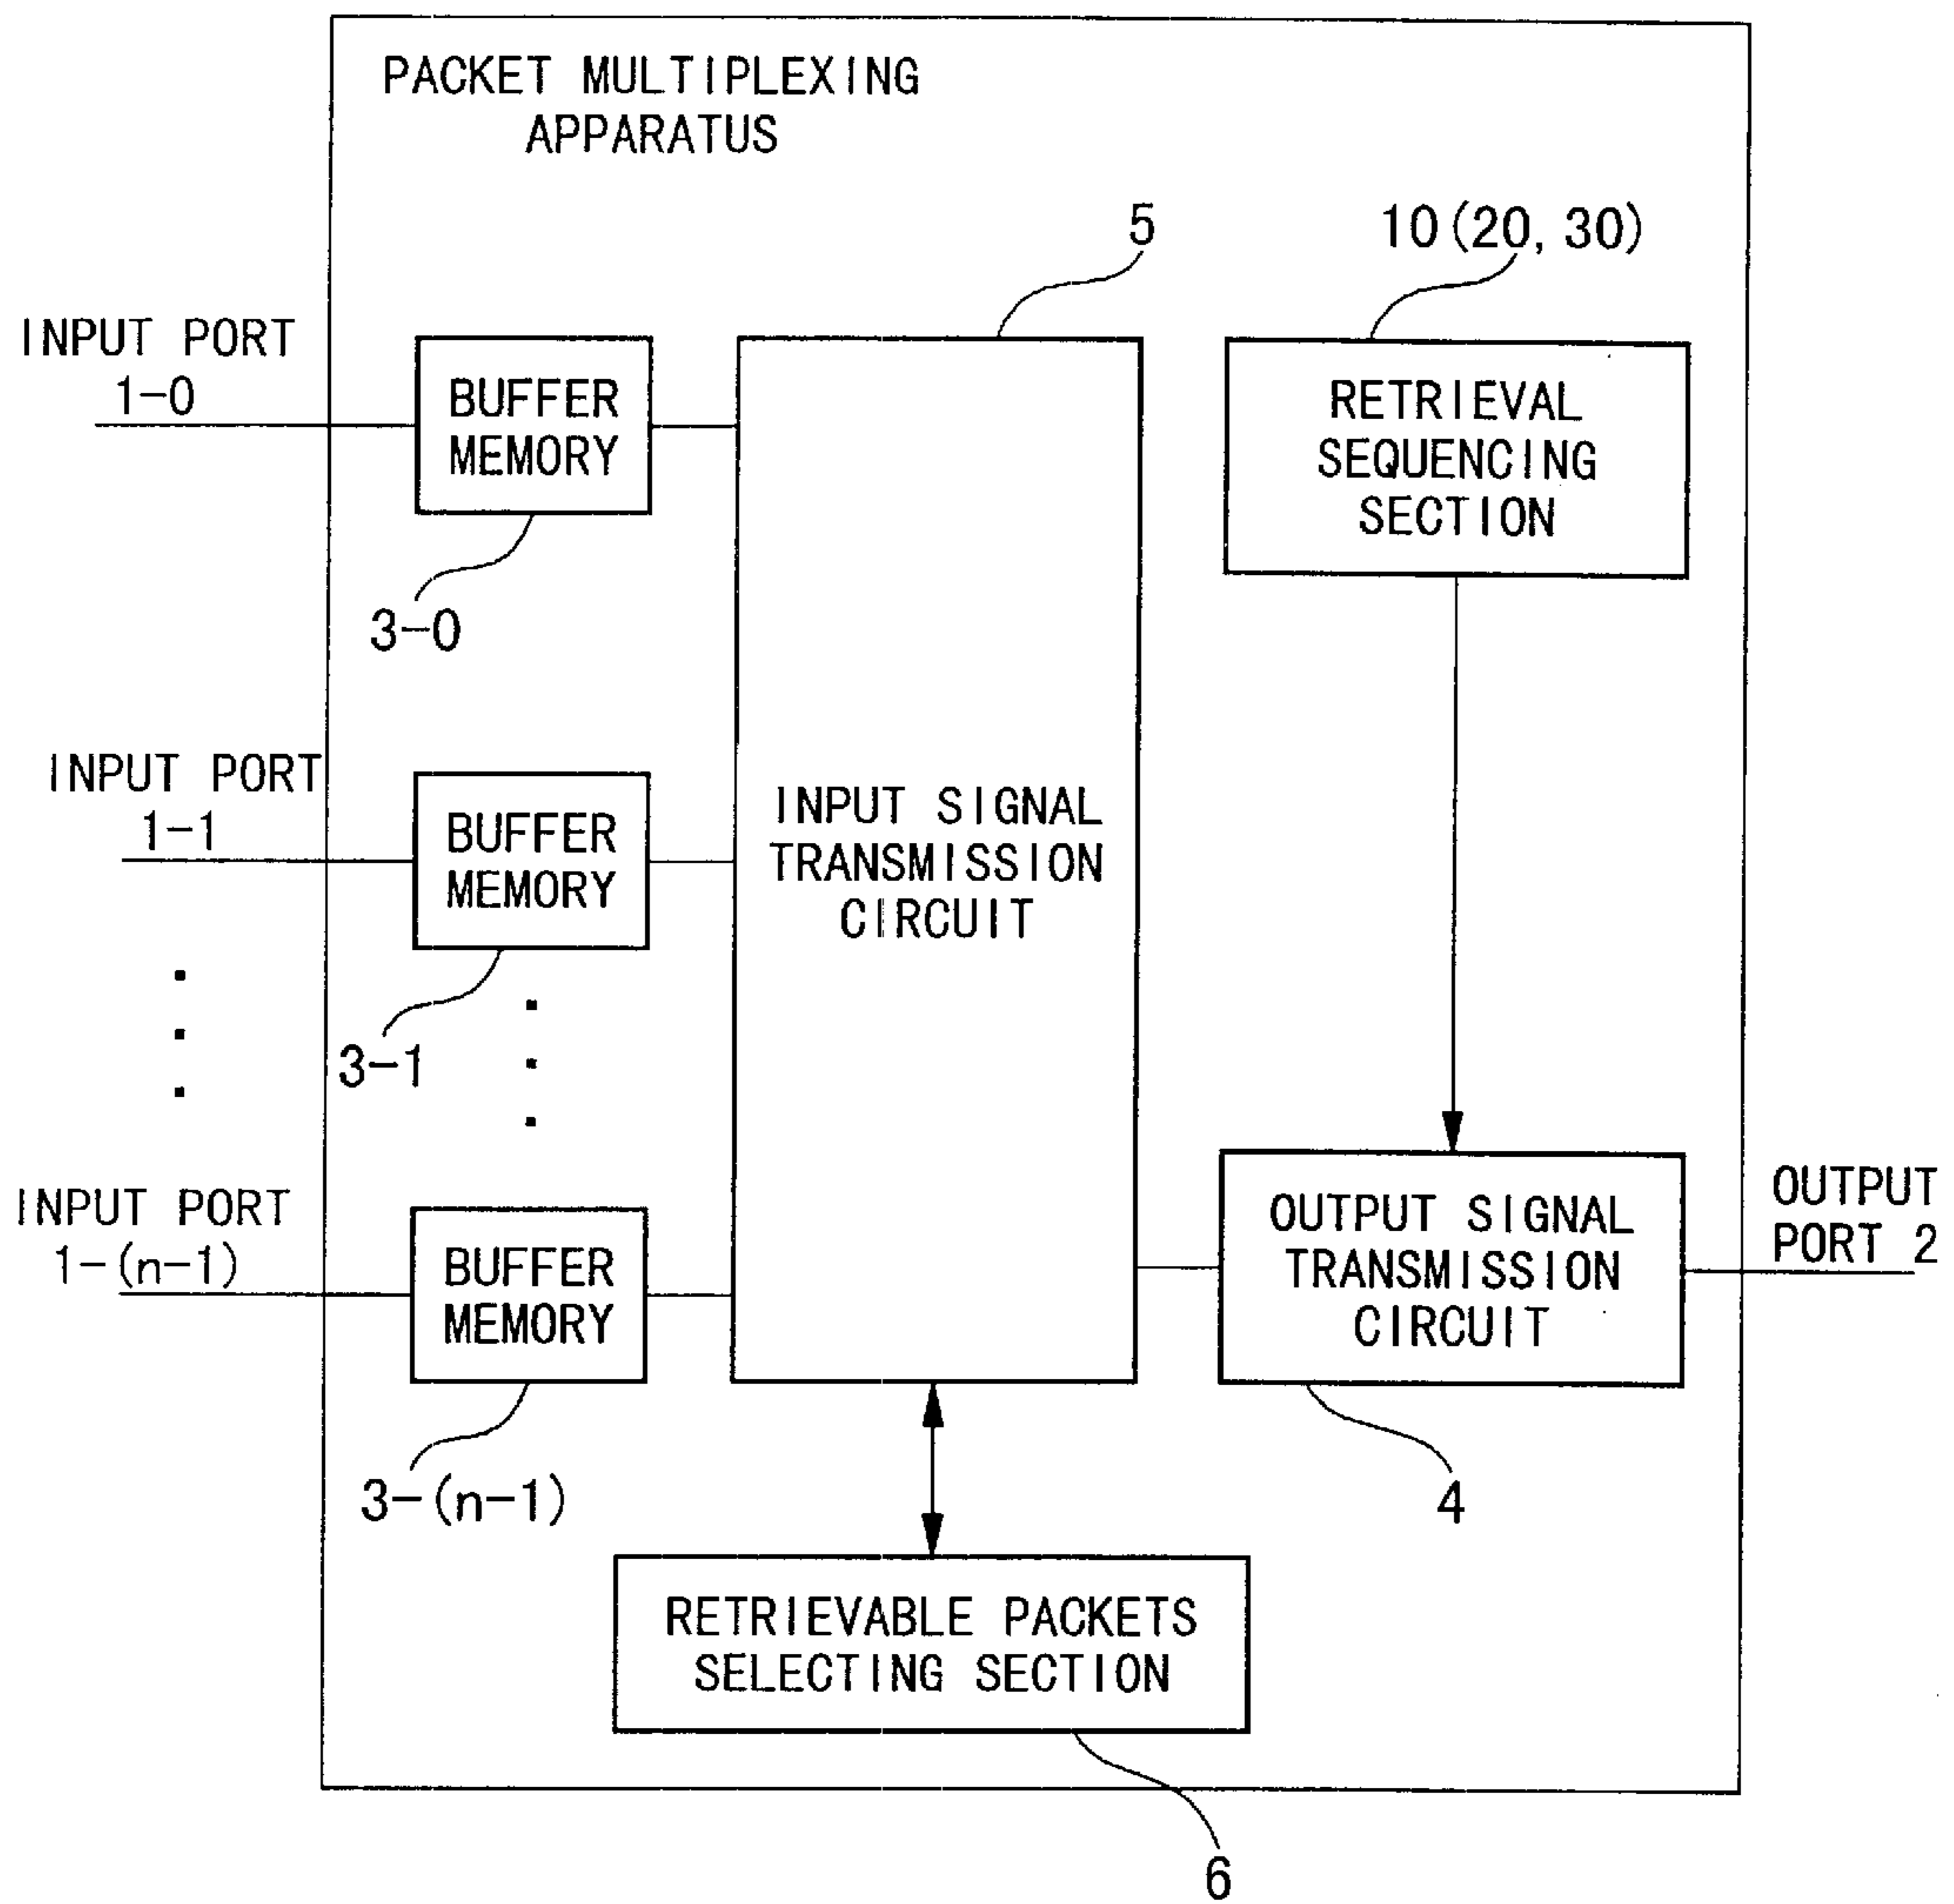 PACKET MULTIPLEXING
APPARATUS
5
10(20, 30)
INPUT PORT
1-0
BUFFER
MEMORY
3-0
RETRIEVAL
SEQUENCING
SECTION
INPUT PORT
1-1
BUFFER
MEMORY
3-1
INPUT SIGNAL
TRANSMISSION
CIRCUIT
INPUT PORT
1-(n-1)
BUFFER
MEMORY
3-(n-1)
OUTPUT SIGNAL
TRANSMISSION
CIRCUIT
4
OUTPUT
PORT 2
RETRIEVABLE PACKETS
SELECTING SECTION
6